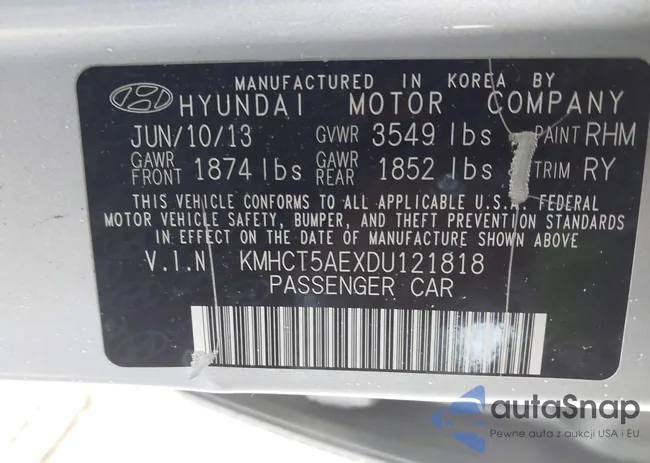 MANUFACTURED IN KOREA BY
HYUNDAI MOTOR COMPANY
JUN/10/13 GVWR 3549 lbs PAINT RHM
GAWR FRONT 1874 lbs GAWR REAR 1852 lbs TRIM RY
THIS VEHICLE CONFORMS TO ALL APPLICABLE U.S.A. FEDERAL
MOTOR VEHICLE SAFETY, BUMPER, AND THEFT PREVENTION STANDARDS
IN EFFECT ON THE DATE OF MANUFACTURE SHOWN ABOVE
V.I.N KMHCT5AEXDU121818
PASSENGER CAR
autaSnap
Pewne auta z aukcji USA i EU